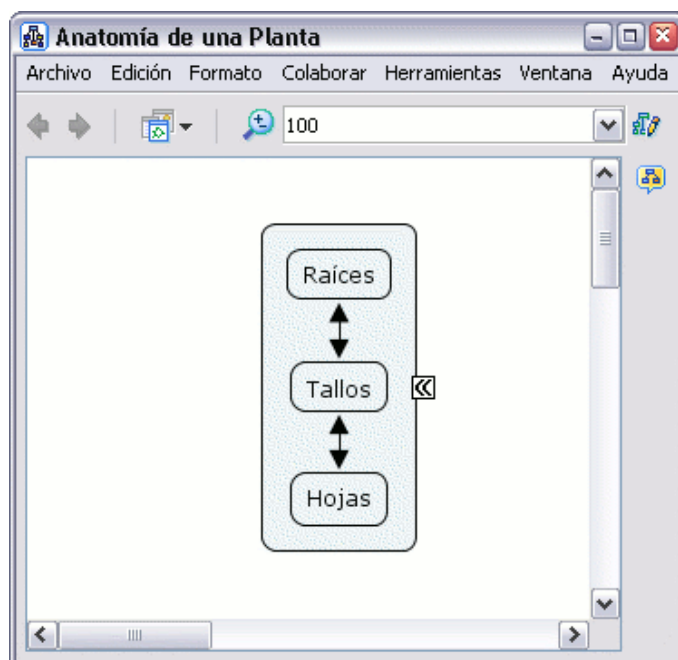 Anatomía de una Planta
Archivo Edición Formato Colaborar Herramientas Ventana Ayuda
100
Raíces
Tallos
Hojas